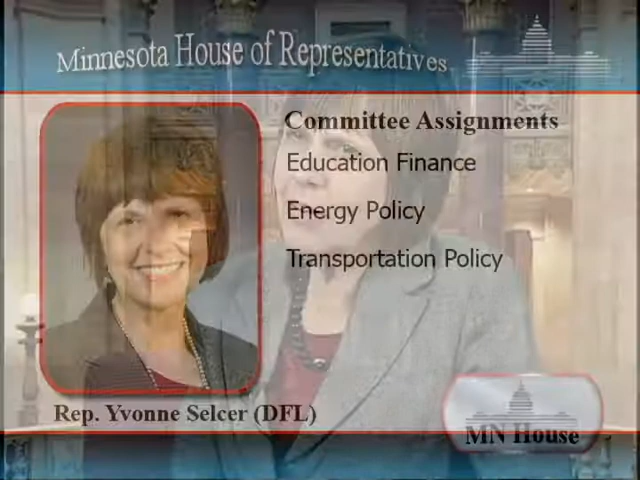 Minnesota House of Representatives
Committee Assignments
Education Finance
Energy Policy
Transportation Policy
Rep. Yvonne Selcer (DFL)
MN House